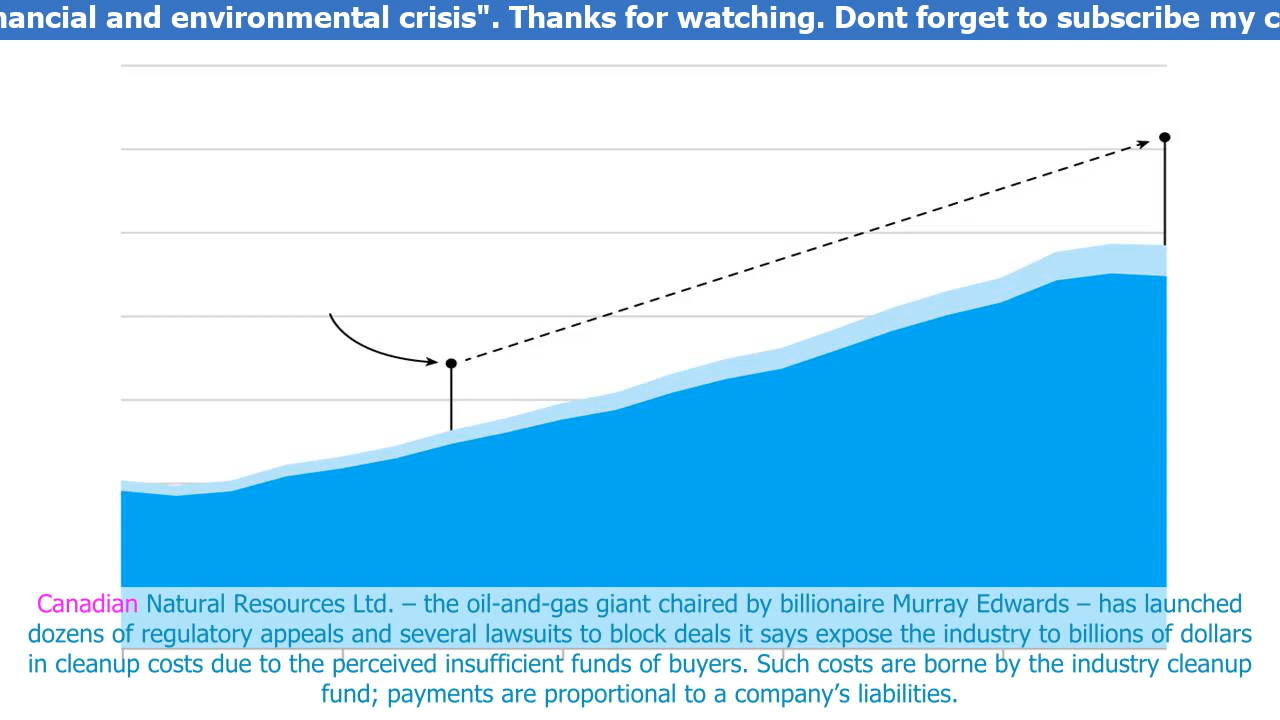 nancial and environmental crisis". Thanks for watching. Dont forget to subscribe my c
Canadian Natural Resources Ltd. – the oil-and-gas giant chaired by billionaire Murray Edwards – has launched
dozens of regulatory appeals and several lawsuits to block deals it says expose the industry to billions of dollars
in cleanup costs due to the perceived insufficient funds of buyers. Such costs are borne by the industry cleanup
fund; payments are proportional to a company’s liabilities.